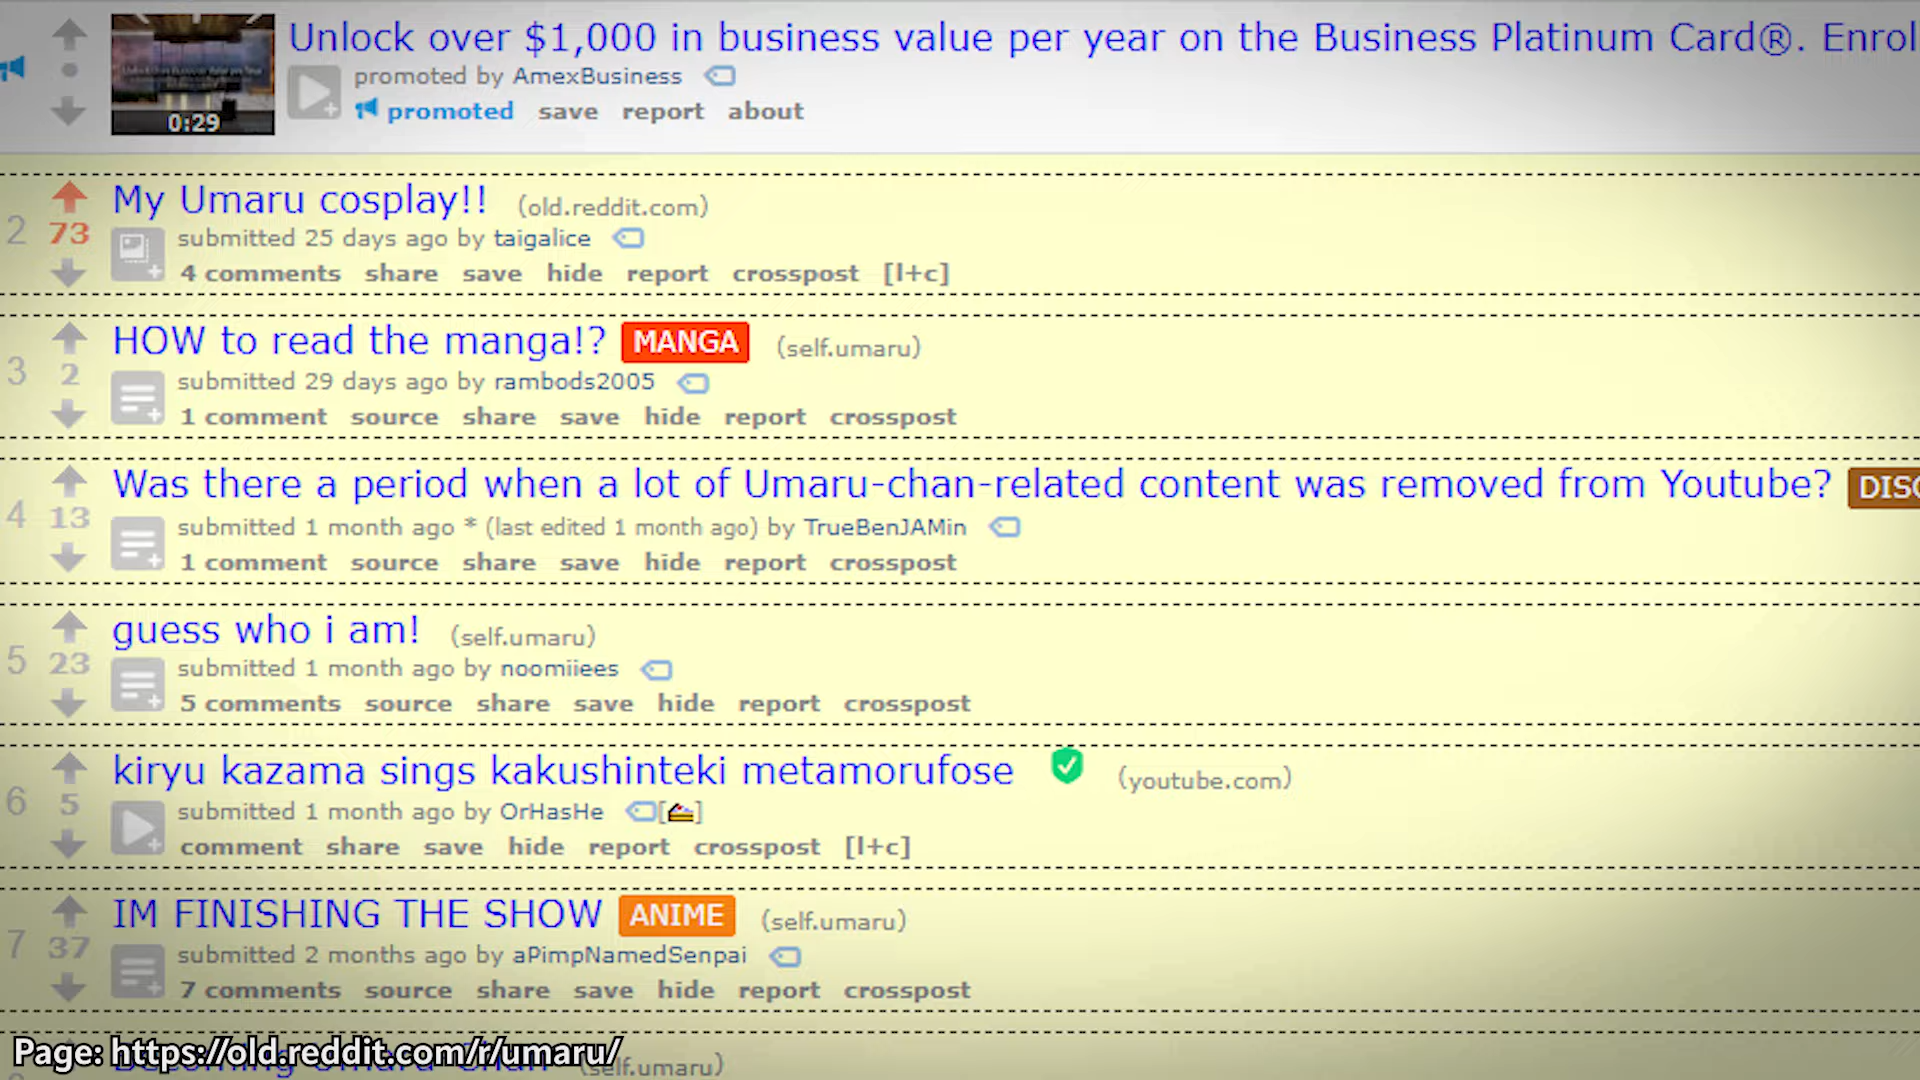 Unlock over $1,000 in business value per year on the Business Platinum Card®. Enrol
promoted by AmexBusiness
promoted save report about
0:29
My Umaru cosplay!! (old.reddit.com)
2
73
submitted 25 days ago by taigalice
4 comments share save hide report crosspost [l+c]
HOW to read the manga!? MANGA (self.umaru)
3
2
submitted 29 days ago by rambods2005
1 comment source share save hide report crosspost
Was there a period when a lot of Umaru-chan-related content was removed from Youtube? DISC
4
13
submitted 1 month ago * (last edited 1 month ago) by TrueBenJAMin
1 comment source share save hide report crosspost
guess who i am! (self.umaru)
5
23
submitted 1 month ago by noomiiees
5 comments source share save hide report crosspost
kiryu kazama sings kakushinteki metamorufose (youtube.com)
6
5
submitted 1 month ago by OrHasHe
comment share save hide report crosspost [l+c]
IM FINISHING THE SHOW ANIME (self.umaru)
7
37
submitted 2 months ago by aPimpNamedSenpai
7 comments source share save hide report crosspost
(self.umaru)
Page: https://old.reddit.com/r/umaru/